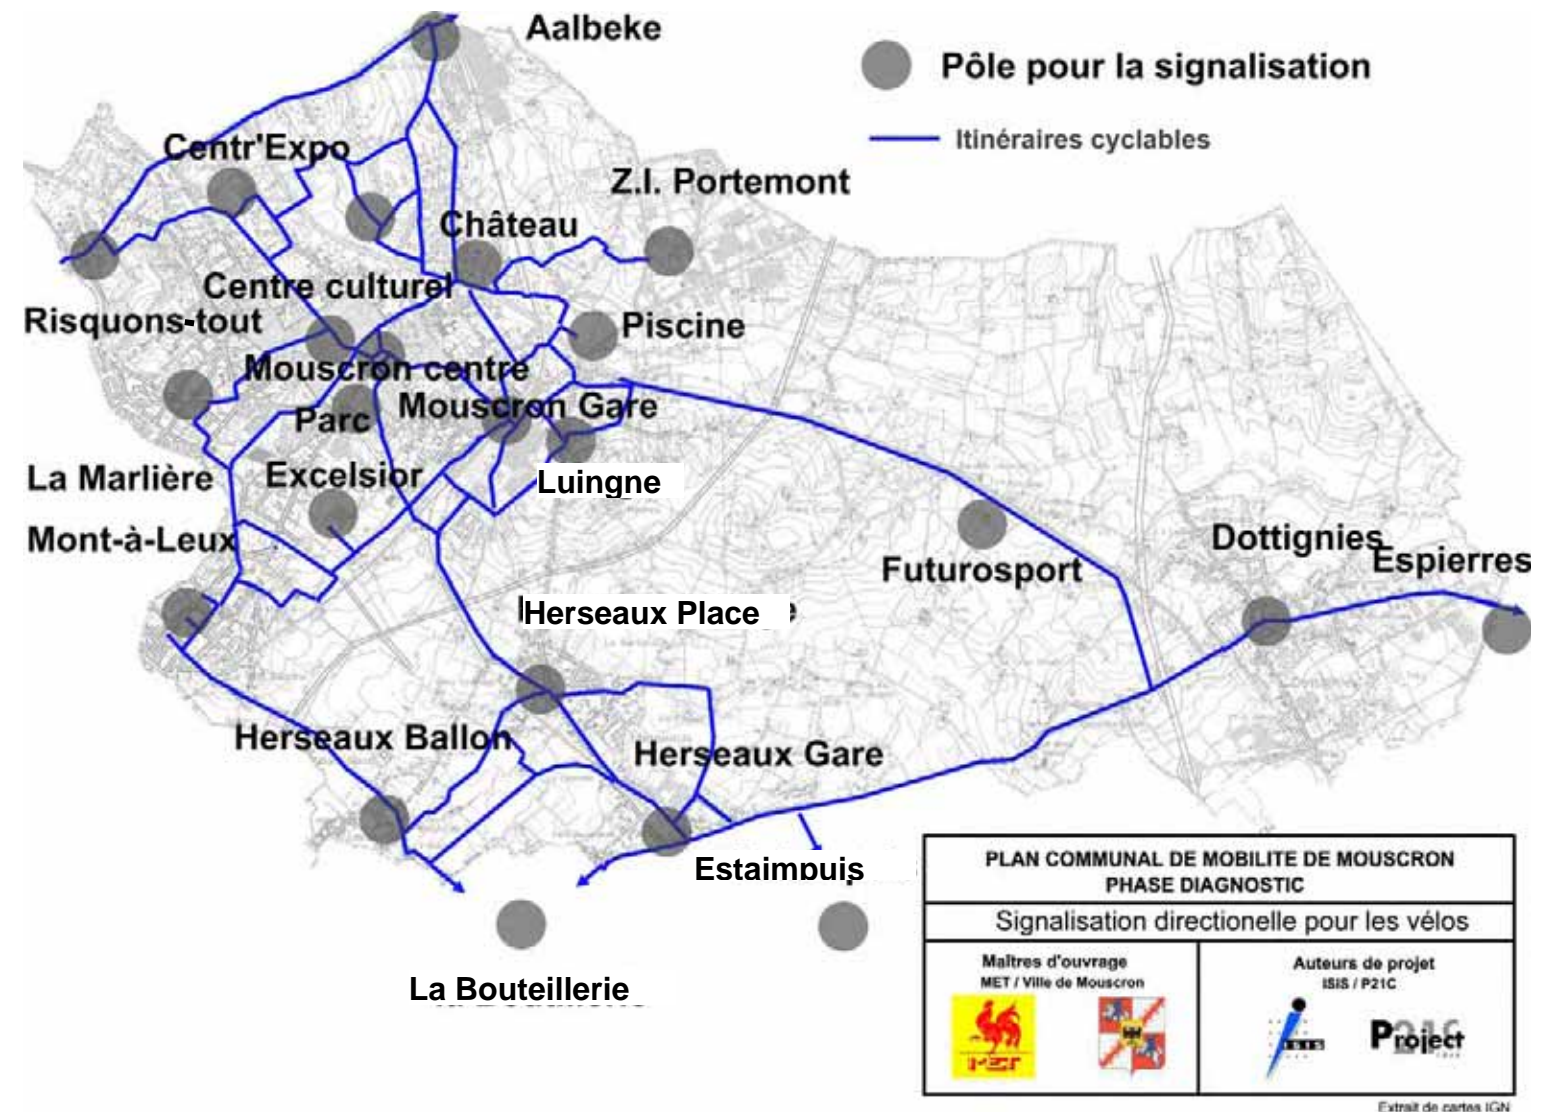 Aalbeke
Pôle pour la signalisation
Itinéraires cyclables
Centr'Expo
Z.I. Portemont
Château
Centre culturel
Risquons-tout
Piscine
Mouscron centre
Parc
Mouscron Gare
La Marlière
Excelsior
Luingne
Mont-à-Leux
Dottignies
Espierres
Futurosport
Herseaux Place
Herseaux Ballon
Herseaux Gare
Estaimpuis
La Bouteillerie
PLAN COMMUNAL DE MOBILITE DE MOUSCRON
PHASE DIAGNOSTIC
Signalisation directionelle pour les vélos
Maîtres d'ouvrage
MET / Ville de Mouscron
Auteurs de projet
ISIS / P21C
MET
ISIS
Project
Extrait de cartes IGN